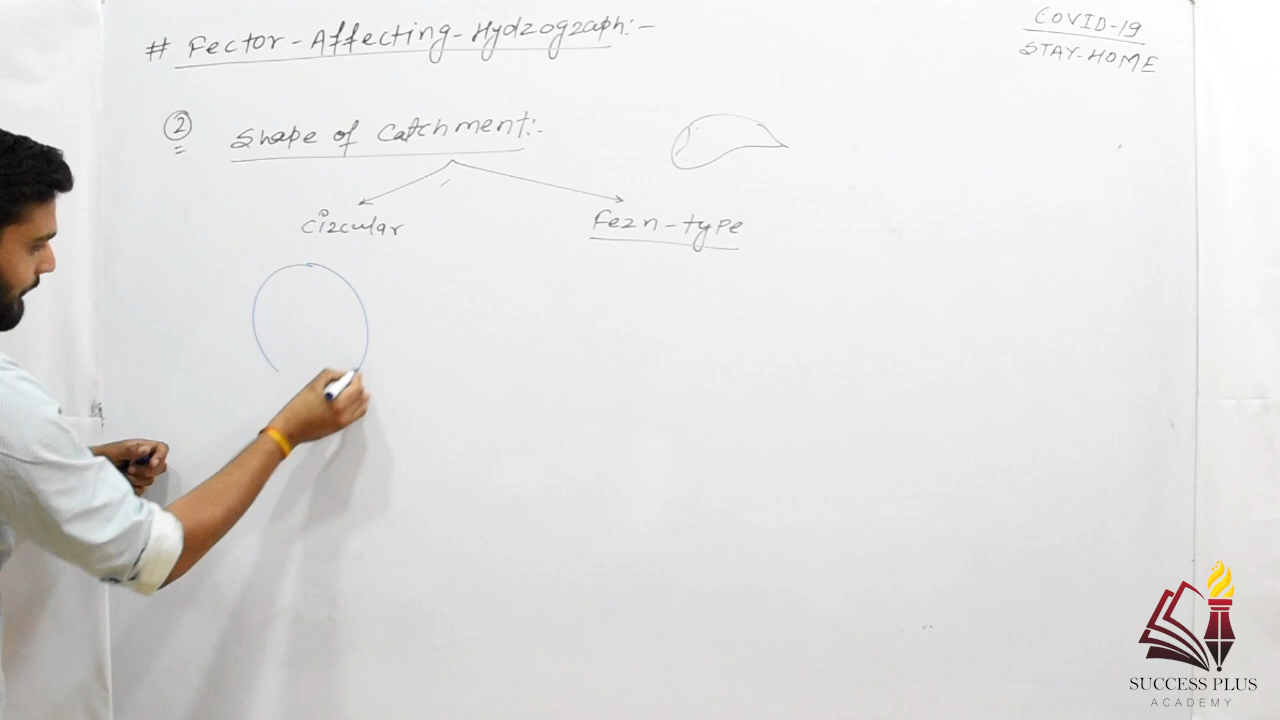 # Fector-Affecting-Hydrograph:-
COVID-19
STAY-HOME
② Shape of Catchment:-
Circular
Fern-type
SUCCESS PLUS
ACADEMY